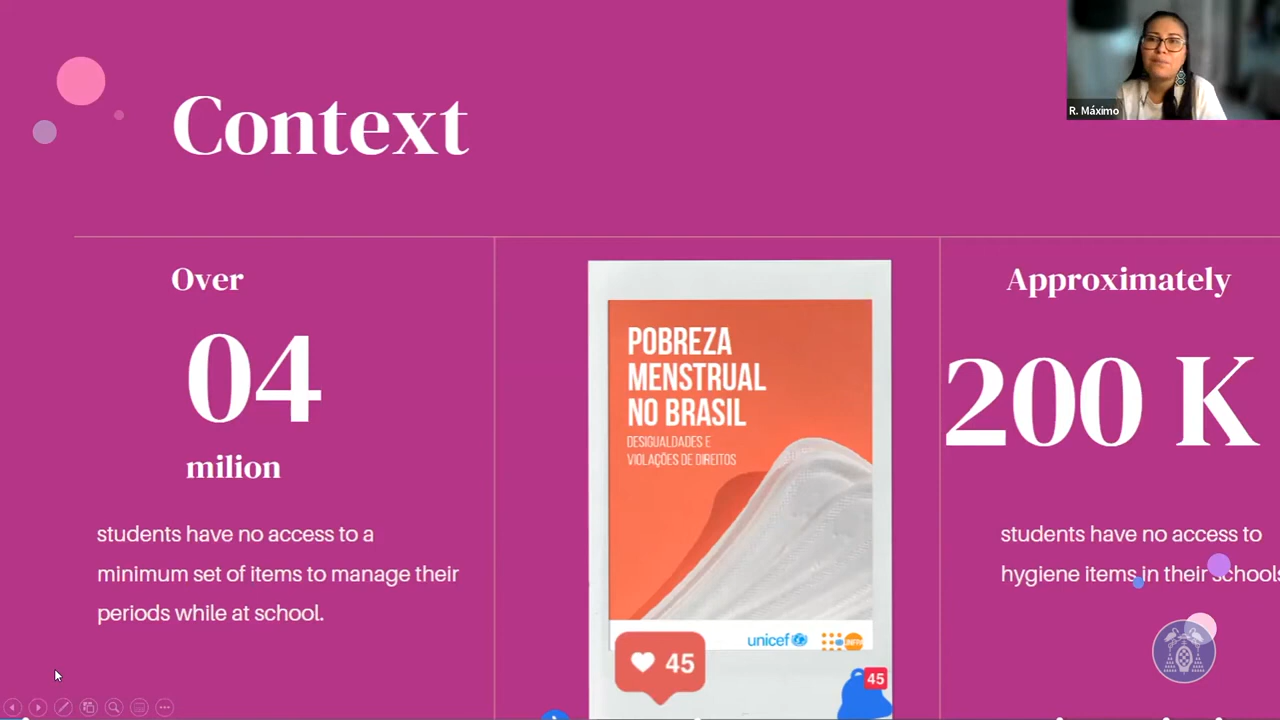 R. Máximo
Context
Over
04
milion
students have no access to a
minimum set of items to manage their
periods while at school.
POBREZA
MENSTRUAL
NO BRASIL
DESIGUALDADES E
VIOLAÇÕES DE DIREITOS
unicef
45
45
Approximately
200 K
students have no access to
hygiene items in their schools